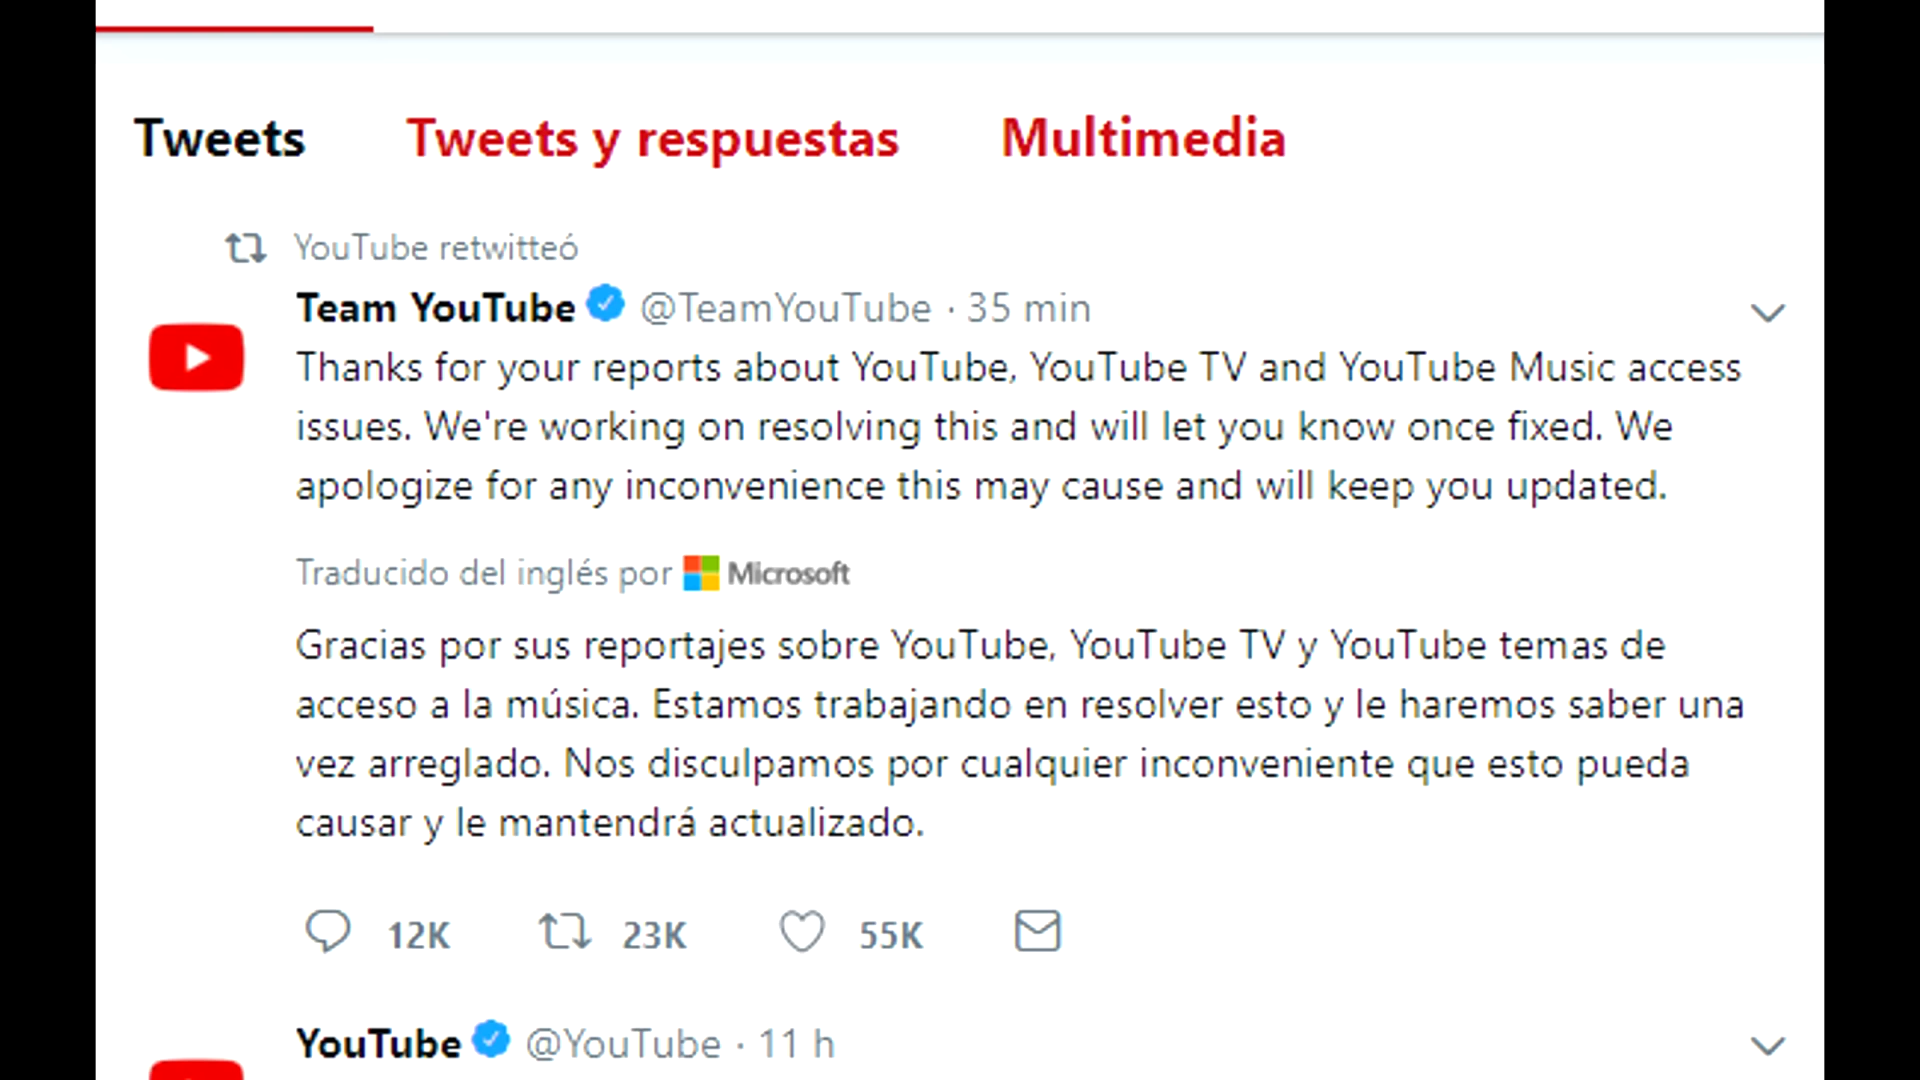 Tweets Tweets y respuestas Multimedia
YouTube retwitteó
Team YouTube @TeamYouTube · 35 min
Thanks for your reports about YouTube, YouTube TV and YouTube Music access
issues. We're working on resolving this and will let you know once fixed. We
apologize for any inconvenience this may cause and will keep you updated.
Traducido del inglés por Microsoft
Gracias por sus reportajes sobre YouTube, YouTube TV y YouTube temas de
acceso a la música. Estamos trabajando en resolver esto y le haremos saber una
vez arreglado. Nos disculpamos por cualquier inconveniente que esto pueda
causar y le mantendrá actualizado.
12K 23K 55K
YouTube @YouTube · 11 h